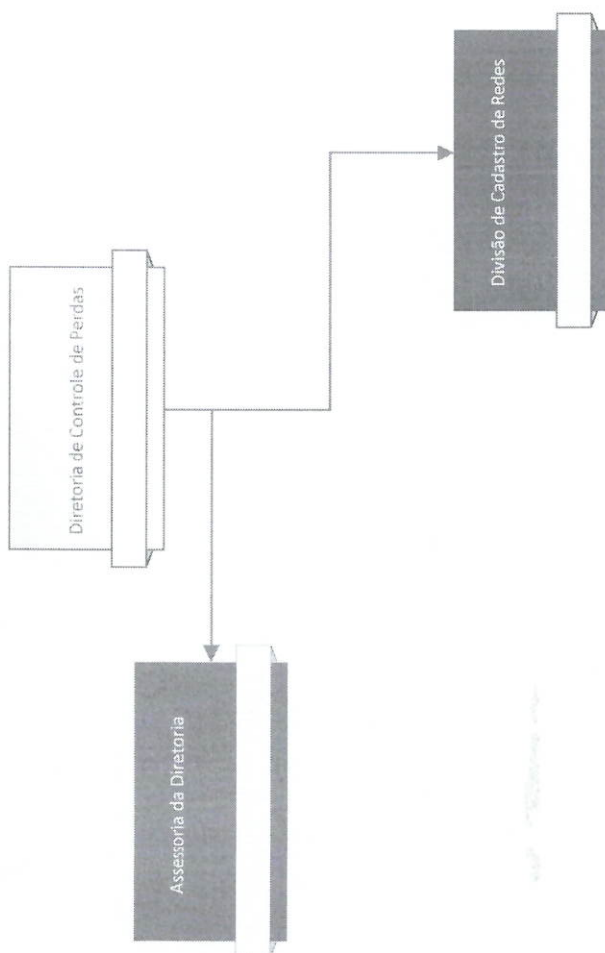 Diretoria de Controle de Perdas
Assessoria da Diretoria
Divisão de Cadastro de Redes